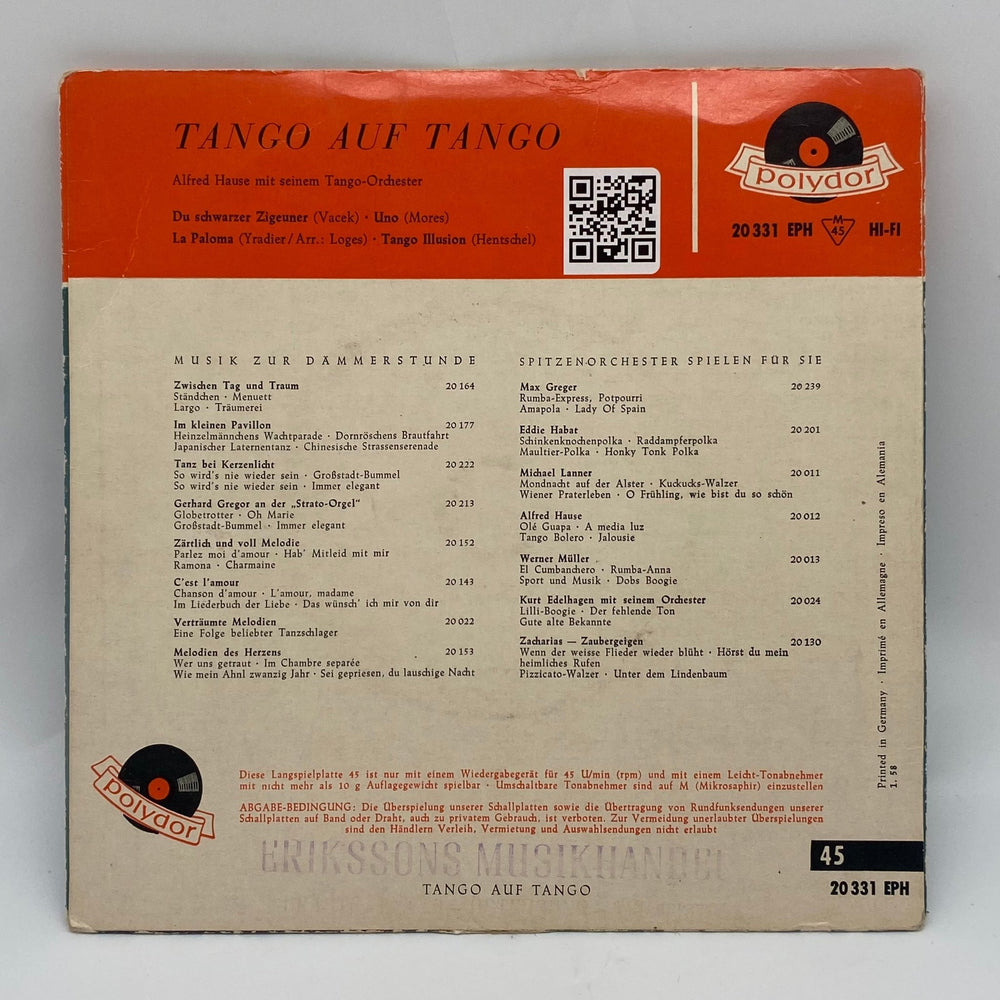 TANGO AUF TANGO
Alfred Hause mit seinem Tango-Orchester
Du schwarzer Zigeuner (Vacek) · Uno (Mores)
La Paloma (Yradier/Arr.: Loges) · Tango Illusion (Hentschel)
polydor
20 331 EPH M 45 HI-FI
MUSIK ZUR DÄMMERSTUNDE
Zwischen Tag und Traum 20 164
Ständchen · Menuett
Largo · Träumerei
Im kleinen Pavillon 20 177
Heinzelmännchens Wachtparade · Dornröschens Brautfahrt
Japanischer Laternentanz · Chinesische Strassenserenade
Tanz bei Kerzenlicht 20 222
So wird's nie wieder sein · Großstadt-Bummel
So wird's nie wieder sein · Immer elegant
Gerhard Gregor an der „Strato-Orgel" 20 213
Globetrotter · Oh Marie
Großstadt-Bummel · Immer elegant
Zärtlich und voll Melodie 20 152
Parlez moi d'amour · Hab' Mitleid mit mir
Ramona · Charmaine
C'est l'amour 20 143
Chanson d'amour · L'amour, madame
Im Liederbuch der Liebe · Das wünsch' ich mir von dir
Verträumte Melodien 20 022
Eine Folge beliebter Tanzschlager
Melodien des Herzens 20 153
Wer uns getraut · Im Chambre separée
Wie mein Ahnl zwanzig Jahr · Sei gepriesen, du lauschige Nacht
SPITZENORCHESTER SPIELEN FÜR SIE
Max Greger 20 239
Rumba-Express, Potpourri
Amapola · Lady Of Spain
Eddie Habat 20 201
Schinkenknochenpolka · Raddampferpolka
Maultier-Polka · Honky Tonk Polka
Michael Lanner 20 011
Mondnacht auf der Alster · Kuckucks-Walzer
Wiener Praterleben · O Frühling, wie bist du so schön
Alfred Hause 20 012
Olé Guapa · A media luz
Tango Bolero · Jalousie
Werner Müller 20 013
El Cumbanchero · Rumba-Anna
Sport und Musik · Dobs Boogie
Kurt Edelhagen mit seinem Orchester 20 024
Lilli-Boogie · Der fehlende Ton
Gute alte Bekannte
Zacharias — Zaubergeigen 20 130
Wenn der weisse Flieder wieder blüht · Hörst du mein
heimliches Rufen
Pizzicato-Walzer · Unter dem Lindenbaum
Printed in Germany · Imprimé en Allemagne · Impreso en Alemania
1. 58
polydor
Diese Langspielplatte 45 ist nur mit einem Wiedergabegerät für 45 U/min (rpm) und mit einem Leicht-Tonabnehmer
mit nicht mehr als 10 g Auflagegewicht spielbar · Umschaltbare Tonabnehmer sind auf M (Mikrosaphir) einzustellen
ABGABE-BEDINGUNG: Die Überspielung unserer Schallplatten sowie die Übertragung von Rundfunksendungen unserer
Schallplatten auf Band oder Draht, auch zu privatem Gebrauch, ist verboten. Zur Vermeidung unerlaubter Überspielungen
sind den Händlern Verleih, Vermietung und Auswahlsendungen nicht erlaubt
ERIKSSONS MUSIKHANDEL
TANGO AUF TANGO
45
20 331 EPH